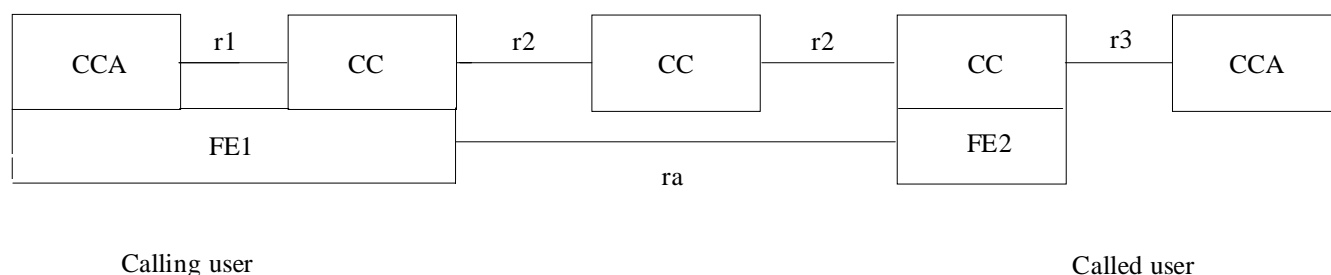 r1 r2 r2 r3
CCA CC CC CC CCA
FE1 FE2
ra
Calling user Called user